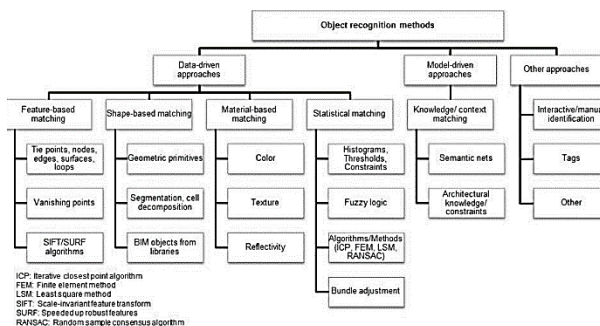 Object recognition methods
Data-driven
approaches
Model-driven
approaches
Other approaches
Feature-based
matching
Shape-based matching
Material-based
matching
Statistical matching
Knowledge/ context
matching
Interactive/manu
identification
Tie points, nodes,
edges, surfaces,
loops
Geometric primitives
Color
Histograms,
Thresholds,
Constraints
Semantic nets
Tags
Vanishing points
Segmentation, cell
decomposition
Texture
Fuzzy logic
Architectural
knowledge/
constraints
Other
SIFT/SURF
algorithms
BIM objects from
libraries
Reflectivity
Algorithms/Methods
(ICP, FEM, LSM,
RANSAC)
Bundle adjustment
ICP: Iterative closest point algorithm
FEM: Finite element method
LSM: Least square method
SIFT: Scale-invariant feature transform
SURF: Speeded up robust features
RANSAC: Random sample consensus algorithm